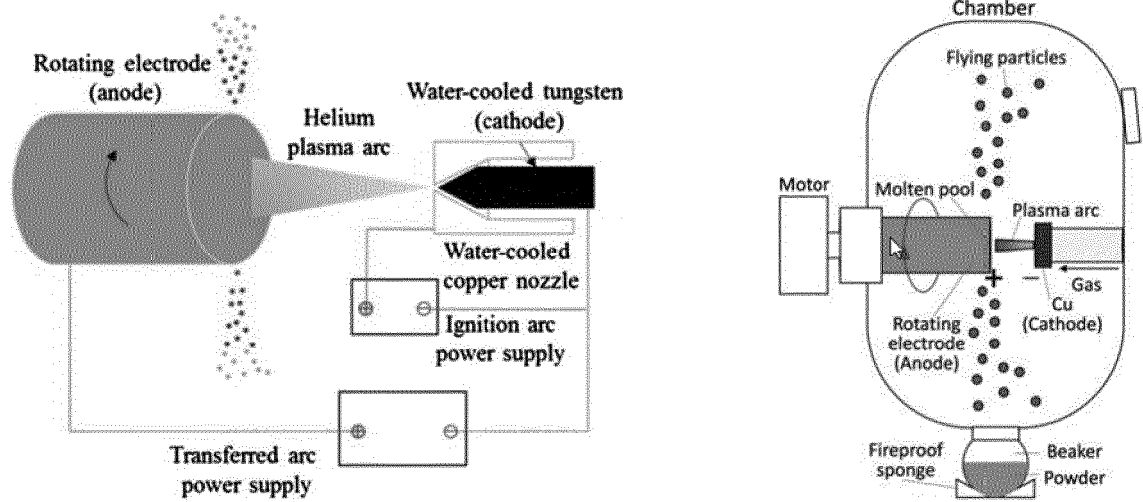 Rotating electrode
(anode)
Helium
plasma arc
Water-cooled tungsten
(cathode)
Water-cooled
copper nozzle
Ignition arc
power supply
Transferred arc
power supply
Chamber
Flying particles
Motor
Molten pool
Plasma arc
+
−
Gas
Cu
(Cathode)
Rotating
electrode
(Anode)
Fireproof
sponge
Beaker
Powder